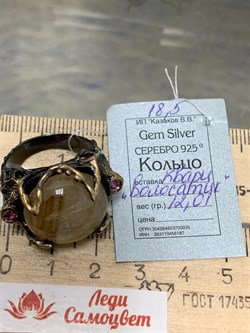 18,5
ИП. "Казаков В.В."
Gem Silver
СЕРЕБРО 925°
Кольцо
вставка Кварц
"Волосатик"
вес (гр.) 12,01
цена
ГОСТ 17435
Леди
Самоцвет